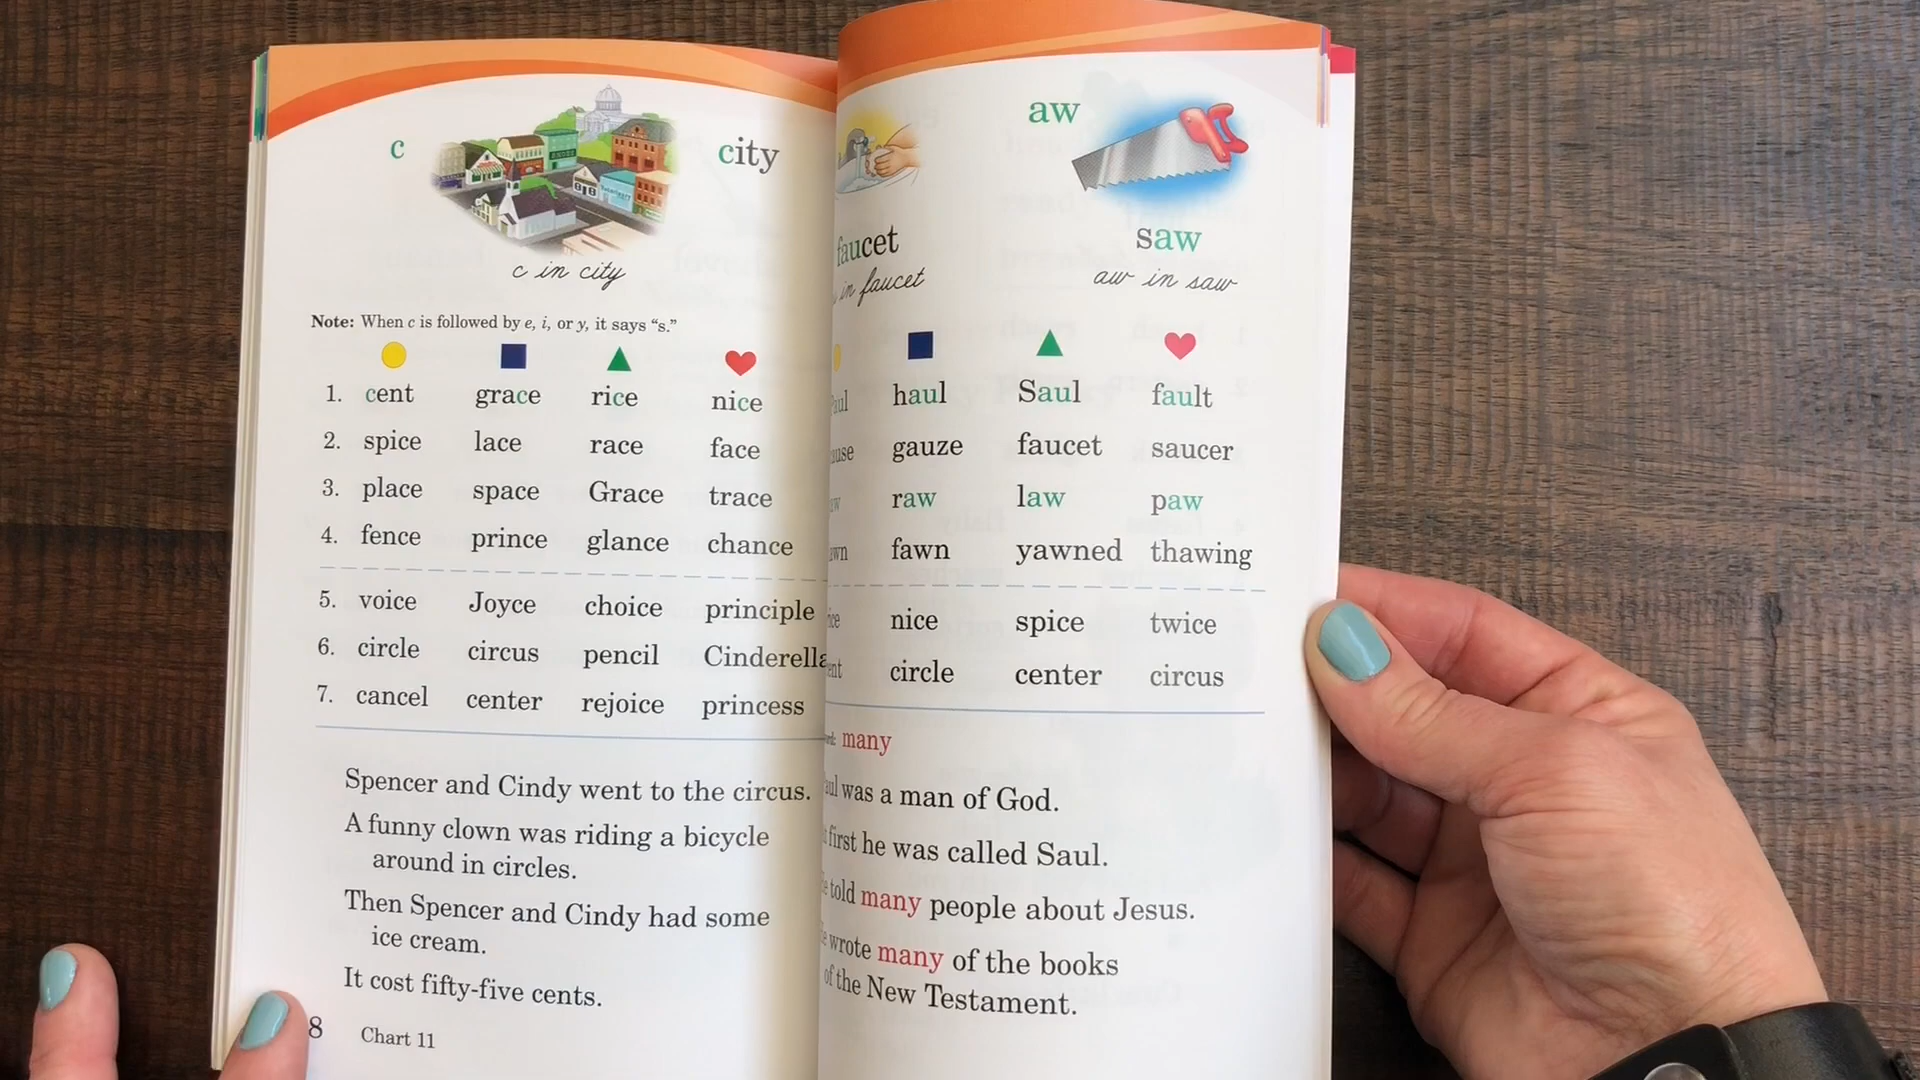 c
city
c in city
Note: When c is followed by e, i, or y, it says “s.”
1. cent grace rice nice
2. spice lace race face
3. place space Grace trace
4. fence prince glance chance
5. voice Joyce choice principle
6. circle circus pencil Cinderella
7. cancel center rejoice princess
Spencer and Cindy went to the circus.
A funny clown was riding a bicycle
around in circles.
Then Spencer and Cindy had some
ice cream.
It cost fifty-five cents.
8 Chart 11
aw
faucet
saw
in faucet
aw in saw
haul Saul fault
gauze faucet saucer
raw law paw
fawn yawned thawing
nice spice twice
circle center circus
many
was a man of God.
first he was called Saul.
told many people about Jesus.
wrote many of the books
of the New Testament.